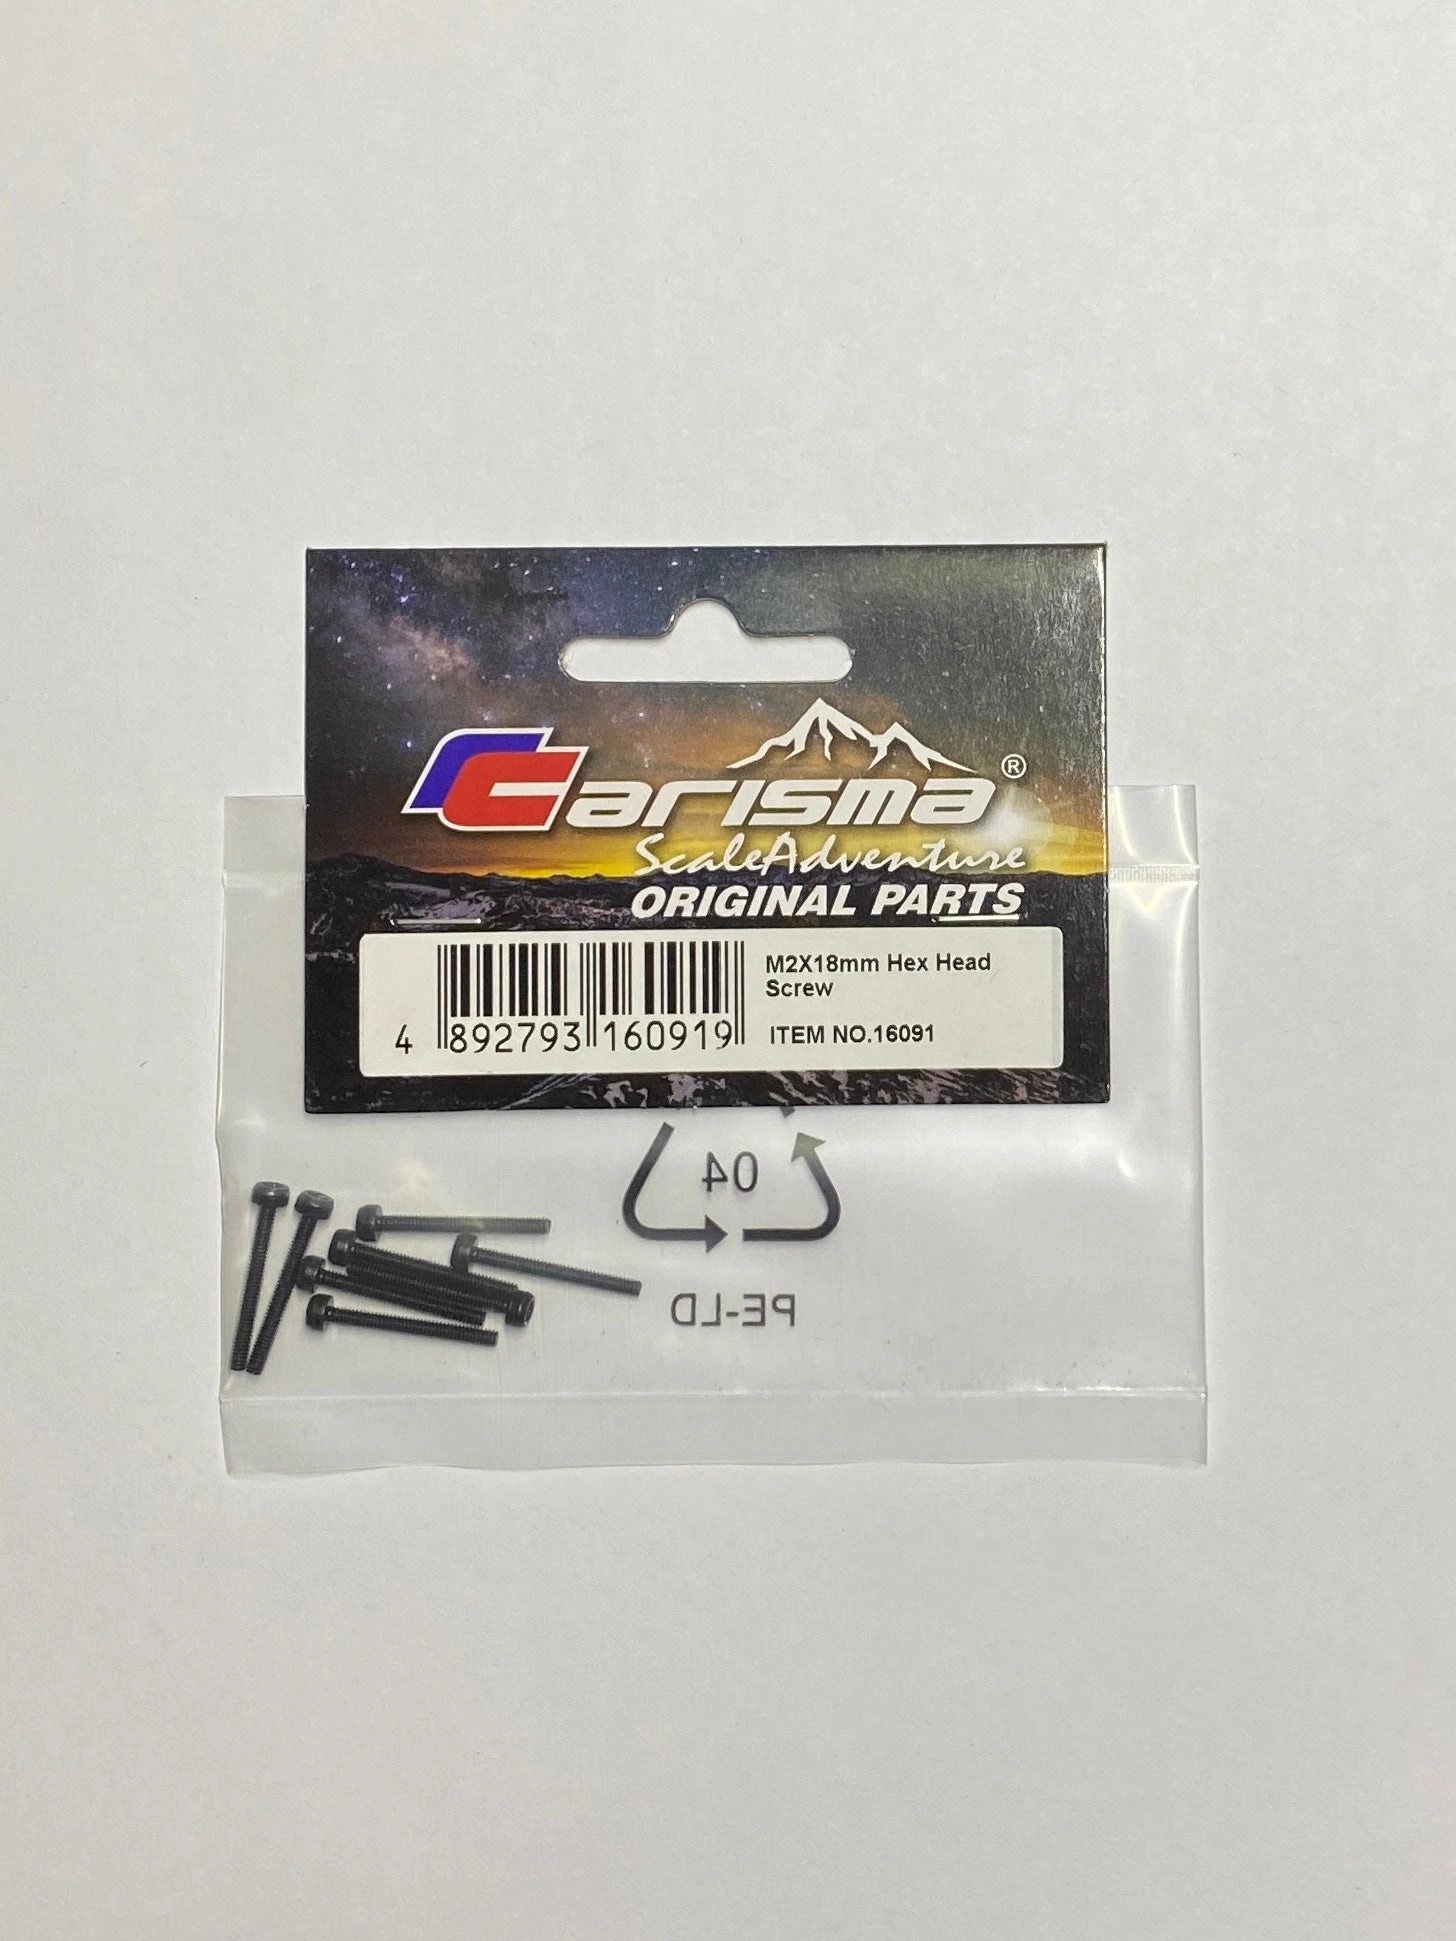 Carisma®
ScaleAdventure
ORIGINAL PARTS
M2X18mm Hex Head
Screw
ITEM NO.16091
4 892793 160919
04
PE-LD